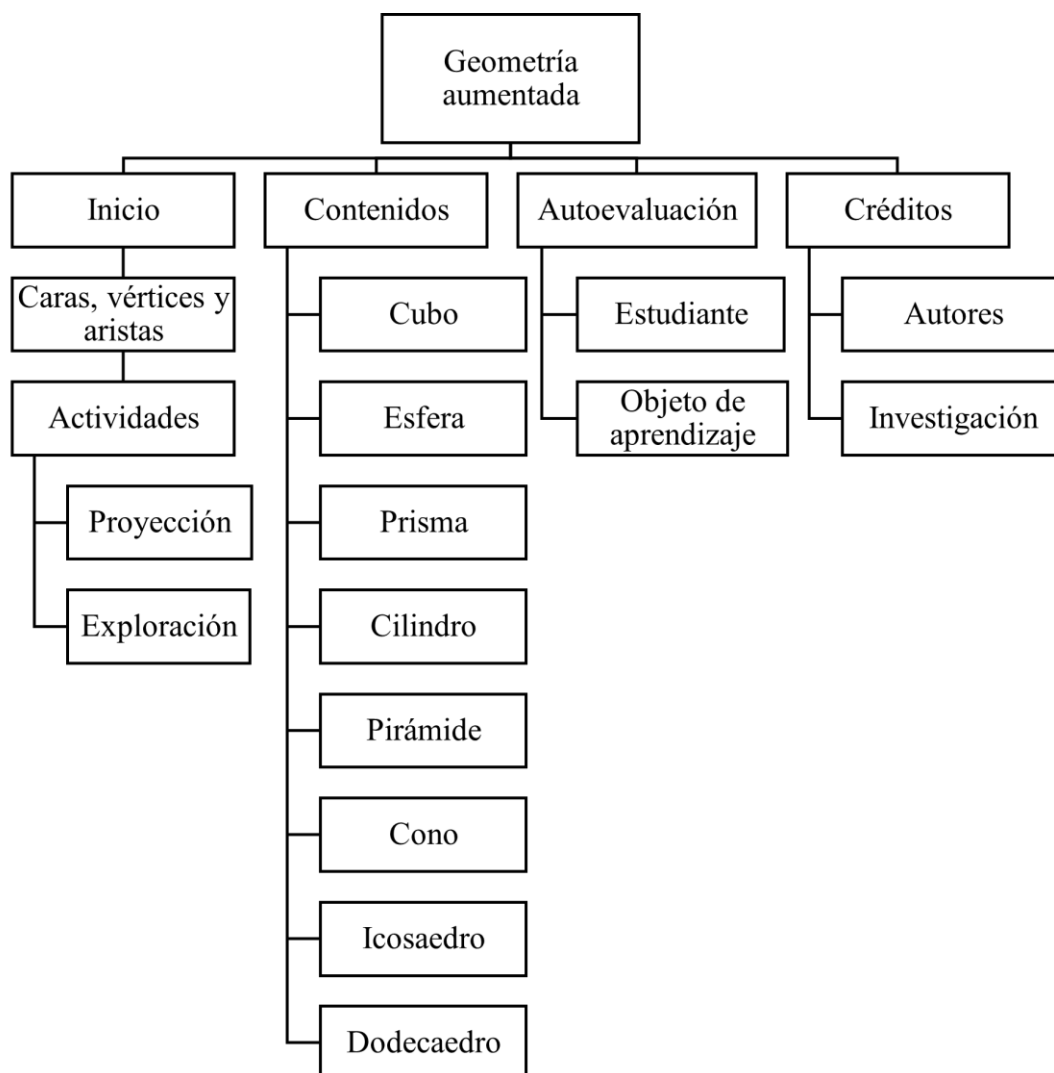 Geometría
aumentada
Inicio
Contenidos
Autoevaluación
Créditos
Caras, vértices y
aristas
Actividades
Proyección
Exploración
Cubo
Esfera
Prisma
Cilindro
Pirámide
Cono
Icosaedro
Dodecaedro
Estudiante
Objeto de
aprendizaje
Autores
Investigación